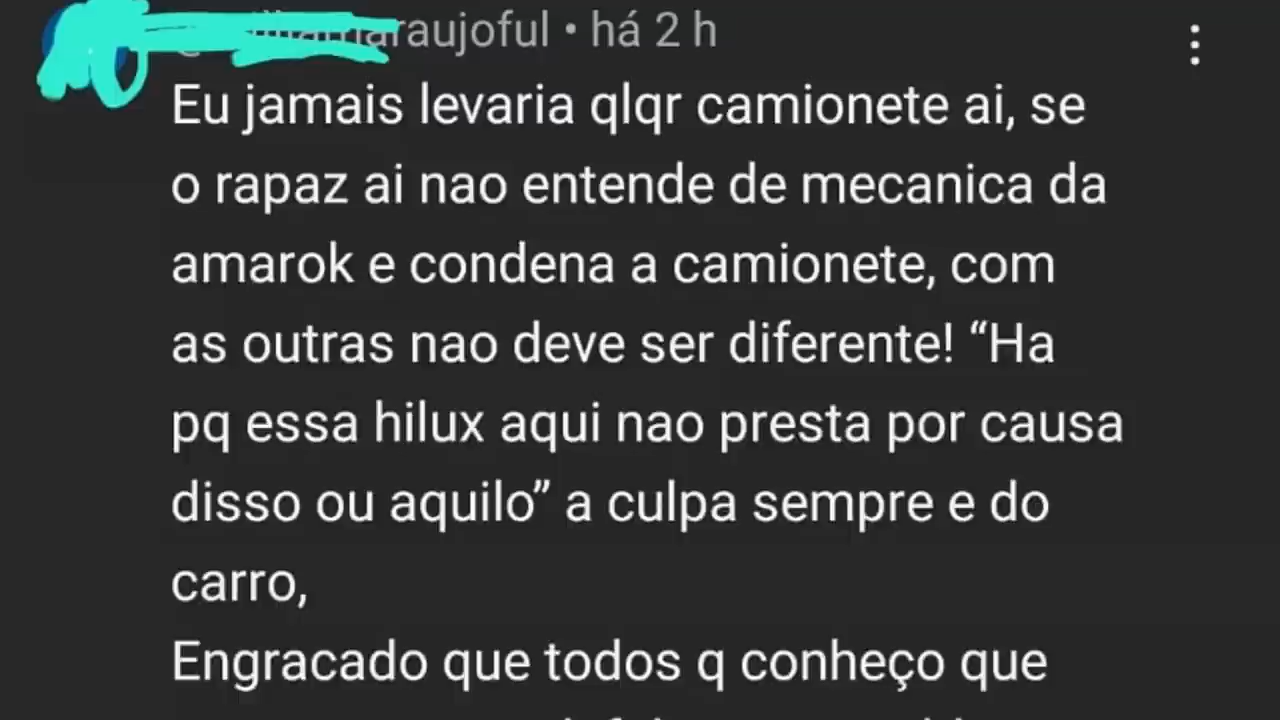 araujoful • há 2 h
Eu jamais levaria qlqr camionete ai, se
o rapaz ai nao entende de mecanica da
amarok e condena a camionete, com
as outras nao deve ser diferente! “Ha
pq essa hilux aqui nao presta por causa
disso ou aquilo” a culpa sempre e do
carro,
Engracado que todos q conheço que